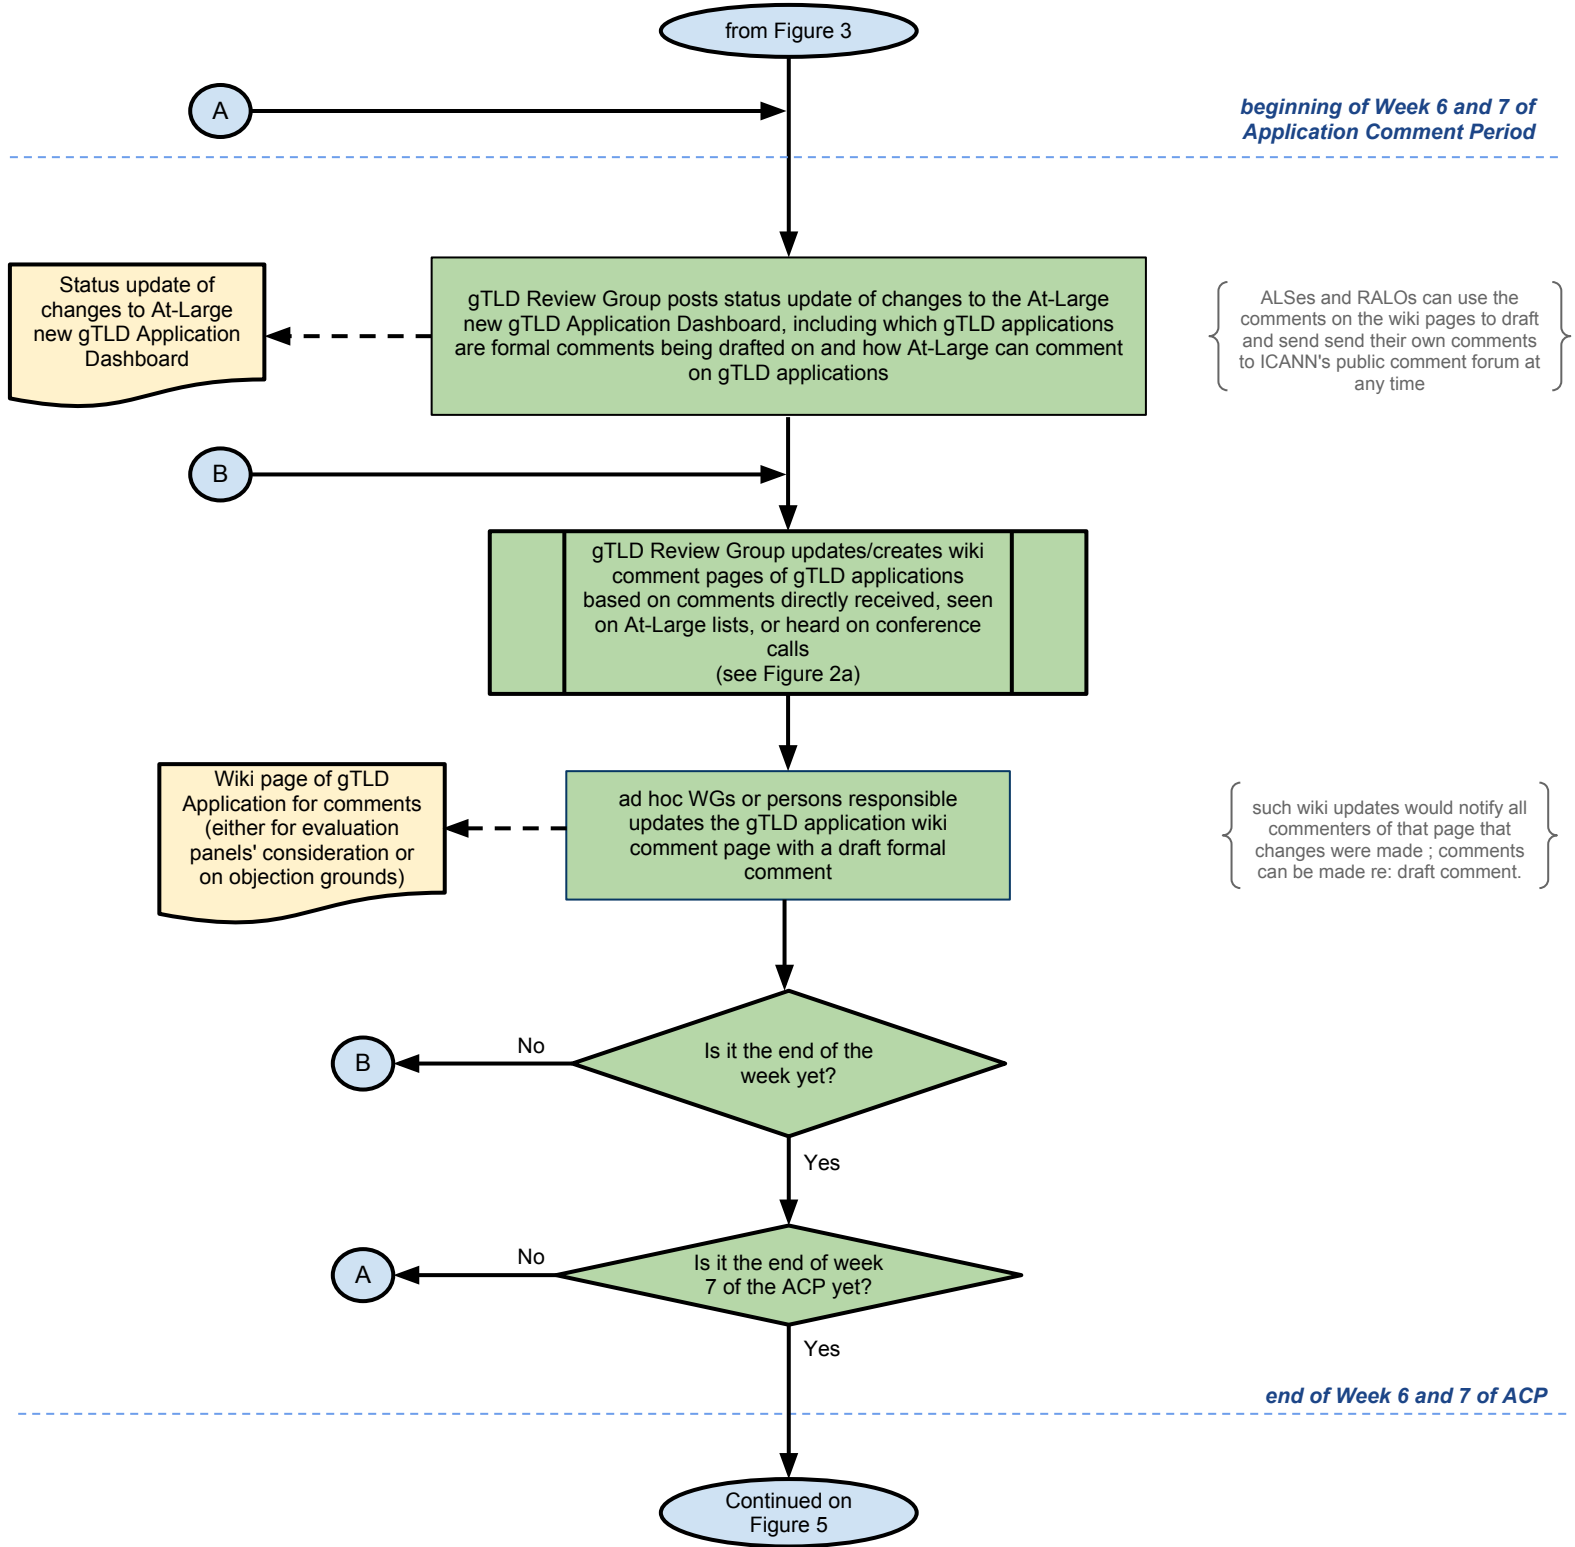 from Figure 3
A
beginning of Week 6 and 7 of
Application Comment Period
Status update of
changes to At-Large
new gTLD Application
Dashboard
gTLD Review Group posts status update of changes to the At-Large
new gTLD Application Dashboard, including which gTLD applications
are formal comments being drafted on and how At-Large can comment
on gTLD applications
ALSes and RALOs can use the
comments on the wiki pages to draft
and send send their own comments
to ICANN's public comment forum at
any time
B
gTLD Review Group updates/creates wiki
comment pages of gTLD applications
based on comments directly received, seen
on At-Large lists, or heard on conference
calls
(see Figure 2a)
Wiki page of gTLD
Application for comments
(either for evaluation
panels' consideration or
on objection grounds)
ad hoc WGs or persons responsible
updates the gTLD application wiki
comment page with a draft formal
comment
such wiki updates would notify all
commenters of that page that
changes were made ; comments
can be made re: draft comment.
B
No
Is it the end of the
week yet?
Yes
A
No
Is it the end of week
7 of the ACP yet?
Yes
end of Week 6 and 7 of ACP
Continued on
Figure 5